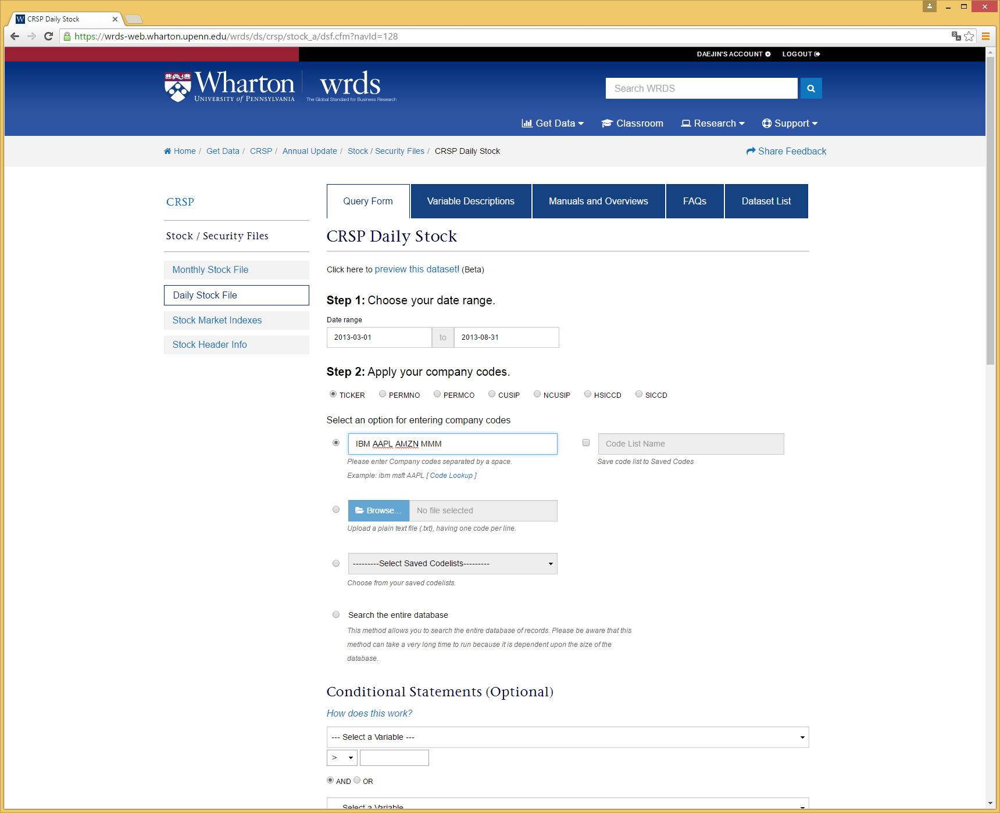 CRSP Daily Stock
https://wrds-web.wharton.upenn.edu/wrds/ds/crsp/stock_a/dsf.cfm?navId=128
DAEJIN'S ACCOUNT LOGOUT
Wharton wrds
UNIVERSITY of PENNSYLVANIA The Global Standard for Business Research
Search WRDS
Get Data Classroom Research Support
Home / Get Data / CRSP / Annual Update / Stock / Security Files / CRSP Daily Stock Share Feedback
CRSP
Stock / Security Files
Monthly Stock File
Daily Stock File
Stock Market Indexes
Stock Header Info
Query Form Variable Descriptions Manuals and Overviews FAQs Dataset List
CRSP Daily Stock
Click here to preview this dataset! (Beta)
Step 1: Choose your date range.
Date range
2013-03-01 to 2013-08-31
Step 2: Apply your company codes.
TICKER PERMNO PERMCO CUSIP NCUSIP HSICCD SICCD
Select an option for entering company codes
IBM AAPL AMZN MMM Code List Name
Please enter Company codes separated by a space. Save code list to Saved Codes
Example: ibm msft AAPL [ Code Lookup ]
Browse... No file selected
Upload a plain text file (.txt), having one code per line.
---------Select Saved Codelists---------
Choose from your saved codelists.
Search the entire database
This method allows you to search the entire database of records. Please be aware that this
method can take a very long time to run because it is dependent upon the size of the
database.
Conditional Statements (Optional)
How does this work?
--- Select a Variable ---
>
AND OR
Select a Variable